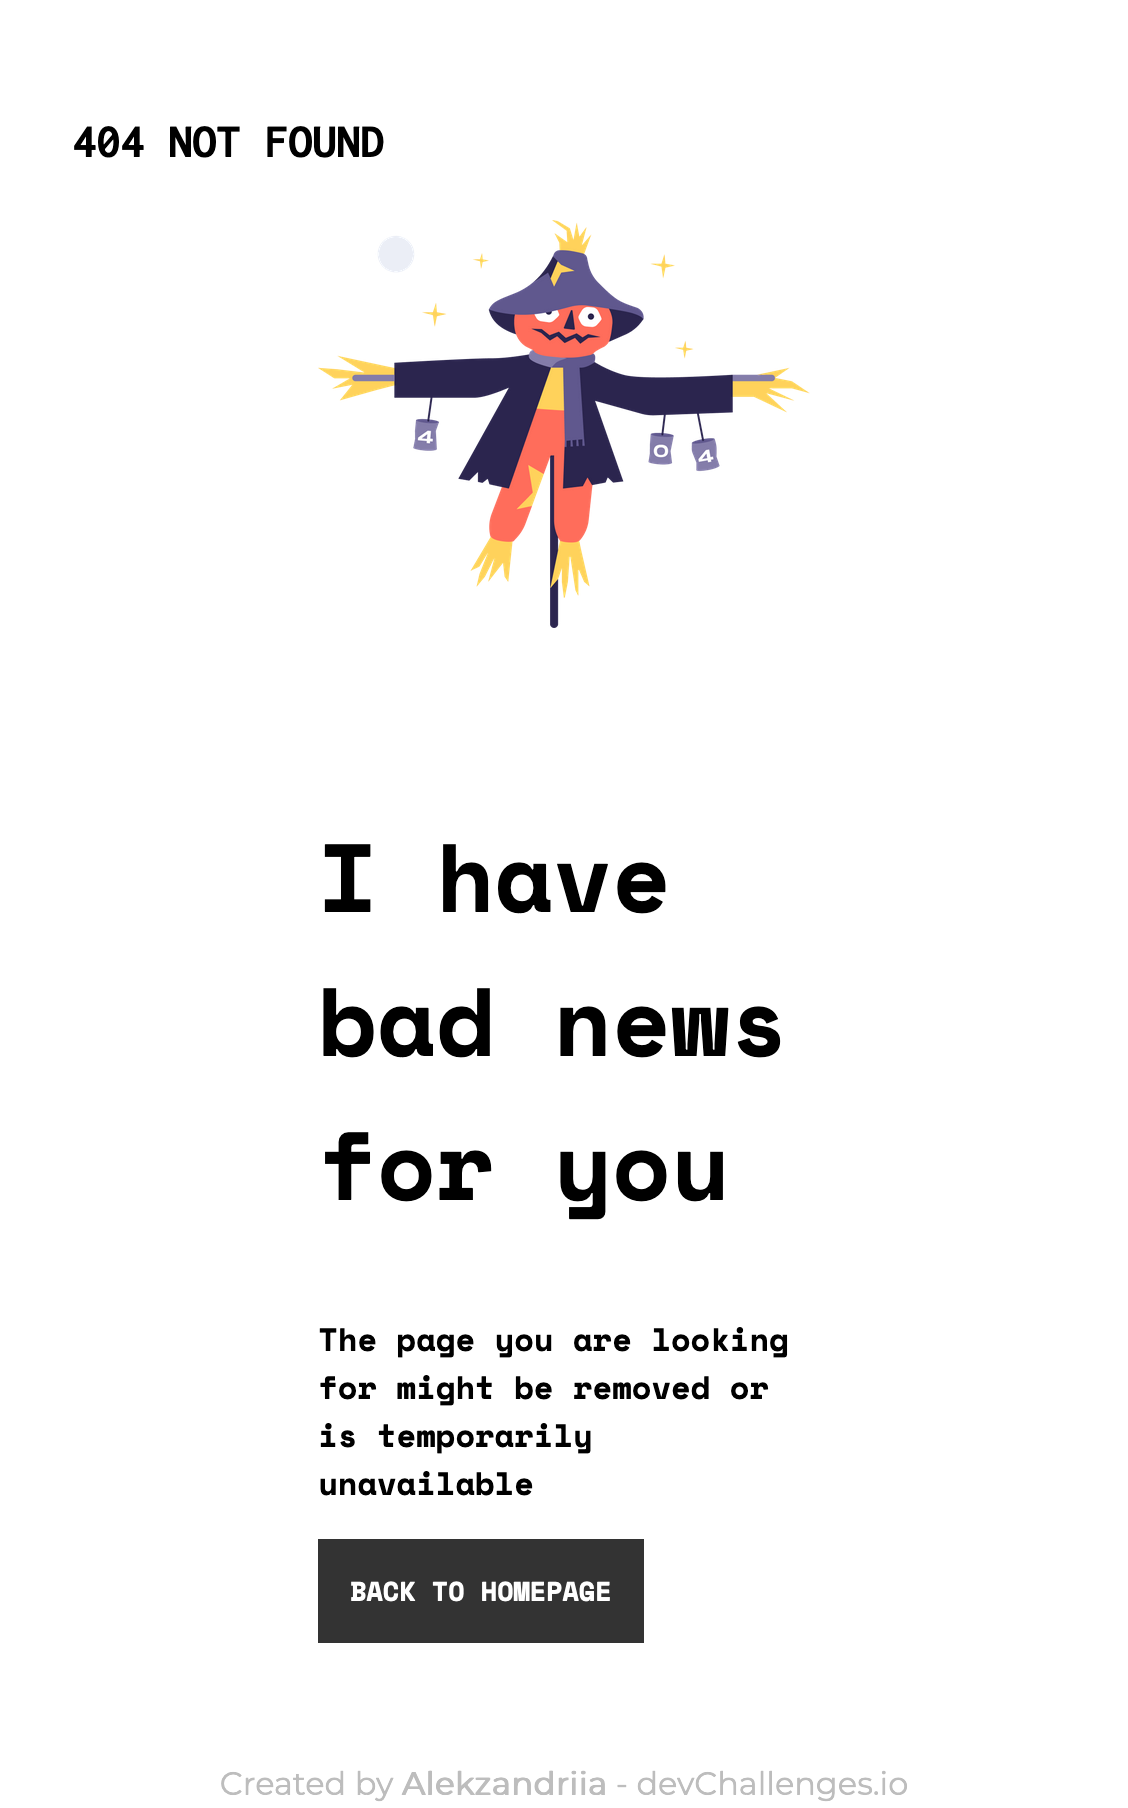 404 NOT FOUND
4
0
4
I have
bad news
for you
The page you are looking
for might be removed or
is temporarily
unavailable
BACK TO HOMEPAGE
Created by Alekzandriia - devChallenges.io